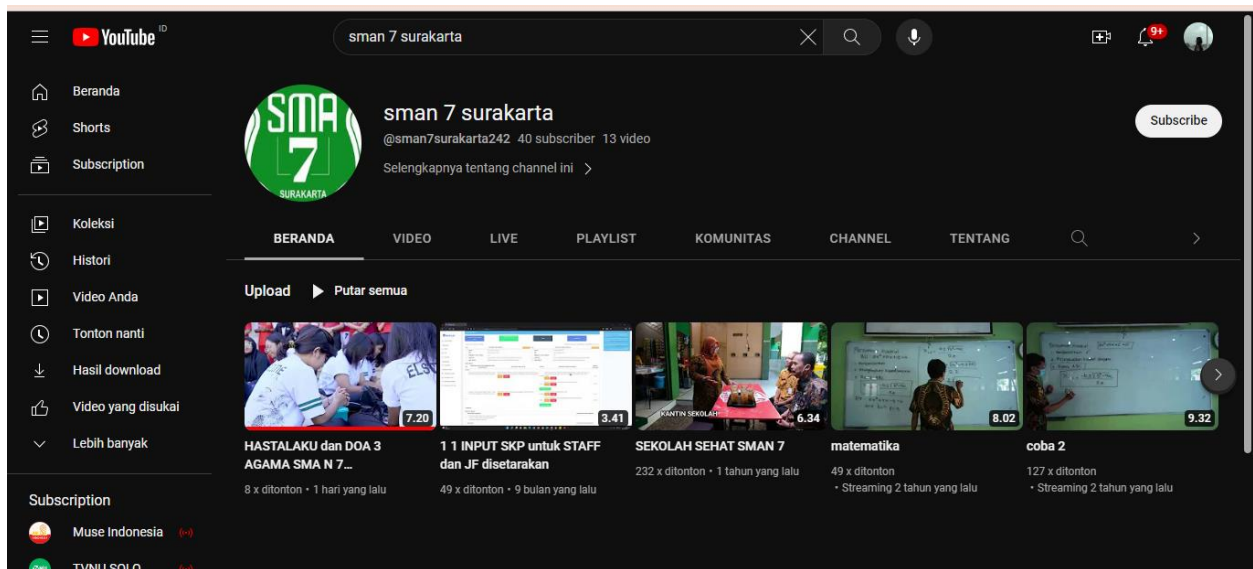 YouTube ID
sman 7 surakarta
9+
Beranda
Shorts
Subscription
Koleksi
Histori
Video Anda
Tonton nanti
Hasil download
Video yang disukai
Lebih banyak
Subscription
Muse Indonesia
TVNU SOLO
SMA
7
SURAKARTA
sman 7 surakarta
@sman7surakarta242 40 subscriber 13 video
Selengkapnya tentang channel ini
Subscribe
BERANDA VIDEO LIVE PLAYLIST KOMUNITAS CHANNEL TENTANG
Upload Putar semua
7.20
HASTALAKU dan DOA 3
AGAMA SMA N 7...
8 x ditonton • 1 hari yang lalu
3.41
1 1 INPUT SKP untuk STAFF
dan JF disetarakan
49 x ditonton • 9 bulan yang lalu
KANTIN SEKOLAH
6.34
SEKOLAH SEHAT SMAN 7
232 x ditonton • 1 tahun yang lalu
8.02
matematika
49 x ditonton
• Streaming 2 tahun yang lalu
9.32
coba 2
127 x ditonton
• Streaming 2 tahun yang lalu